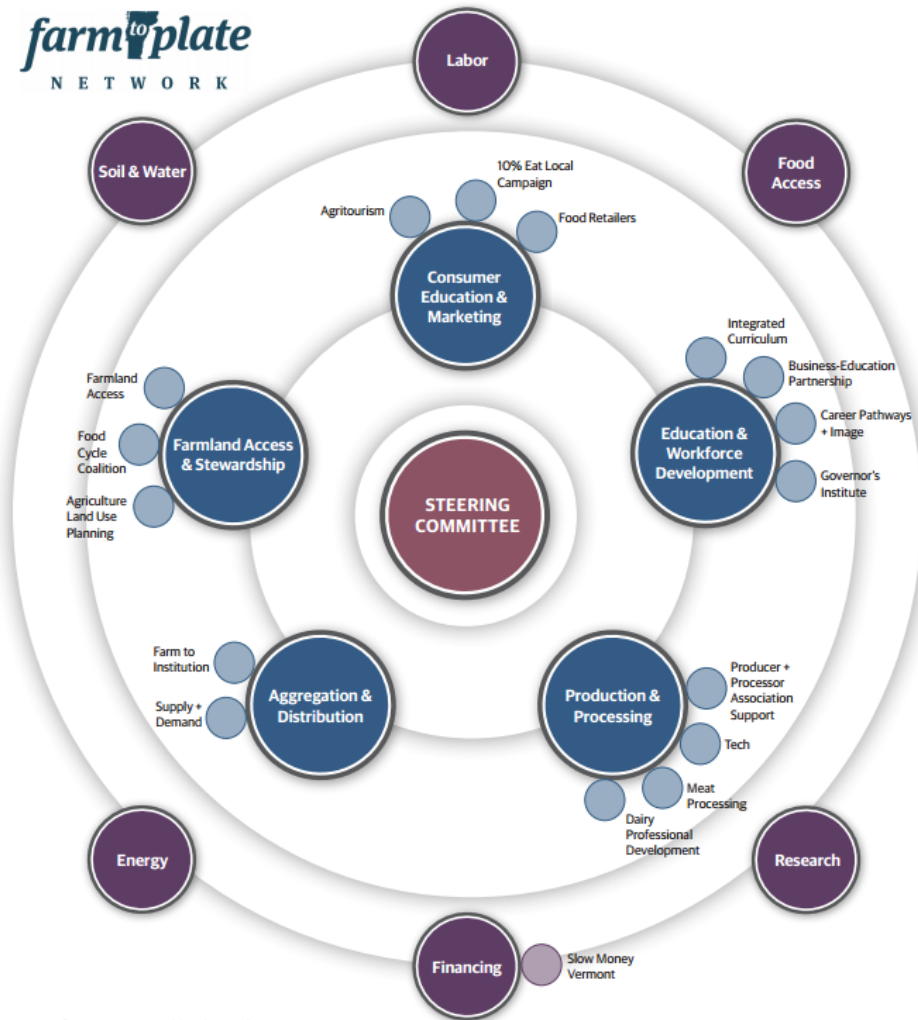 farm to plate
NETWORK
Labor
Soil & Water
Food
Access
10% Eat Local
Campaign
Agritourism
Food Retailers
Consumer
Education &
Marketing
Integrated
Curriculum
Business-Education
Partnership
Career Pathways
+ Image
Governor's
Institute
Education &
Workforce
Development
Farmland
Access
Food
Cycle
Coalition
Agriculture
Land Use
Planning
Farmland Access
& Stewardship
STEERING
COMMITTEE
Farm to
Institution
Supply +
Demand
Aggregation &
Distribution
Production &
Processing
Producer +
Processor
Association
Support
Tech
Meat
Processing
Dairy
Professional
Development
Energy
Research
Financing
Slow Money
Vermont